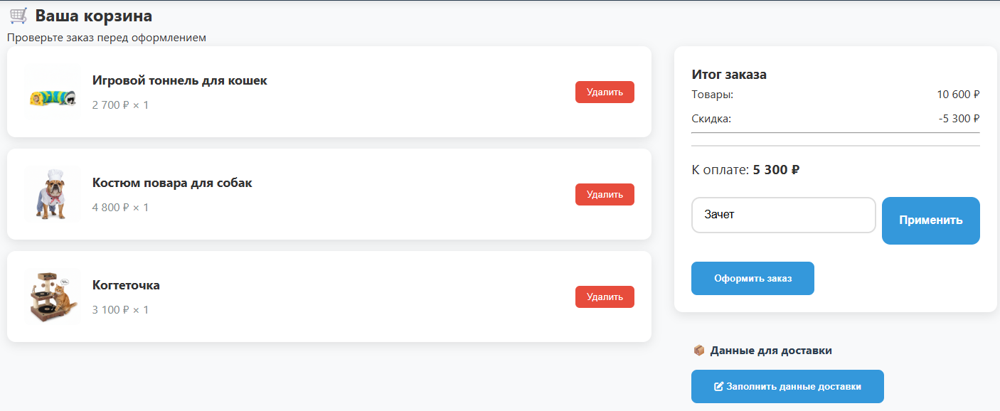 Ваша корзина
Проверьте заказ перед оформлением
Игровой тоннель для кошек
2 700 ₽ × 1
Удалить
Костюм повара для собак
4 800 ₽ × 1
Удалить
Когтеточка
3 100 ₽ × 1
Удалить
Итог заказа
Товары: 10 600 ₽
Скидка: -5 300 ₽
К оплате: 5 300 ₽
Зачет
Применить
Оформить заказ
Данные для доставки
Заполнить данные доставки